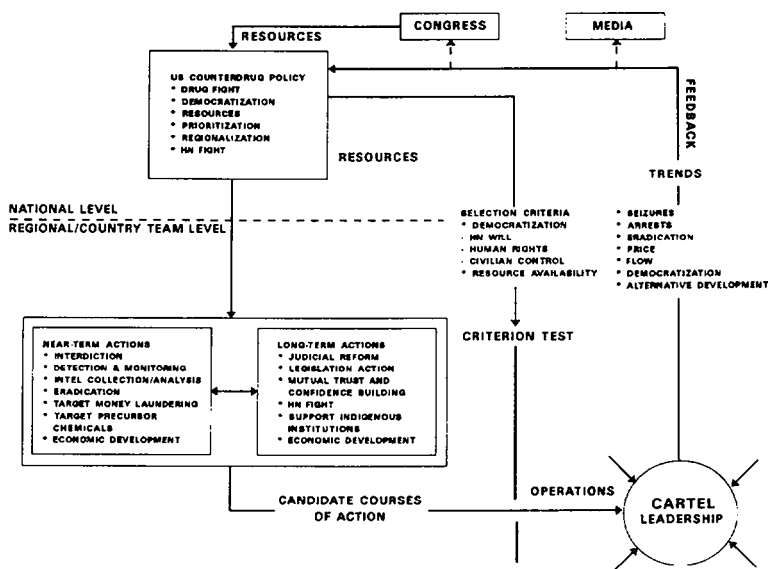 RESOURCES
CONGRESS
MEDIA
US COUNTERDRUG POLICY
* DRUG FIGHT
* DEMOCRATIZATION
* RESOURCES
* PRIORITIZATION
* REGIONALIZATION
* HN FIGHT
RESOURCES
FEEDBACK
TRENDS
* SEIZURES
* ARRESTS
* ERADICATION
* PRICE
* FLOW
* DEMOCRATIZATION
* ALTERNATIVE DEVELOPMENT
NATIONAL LEVEL
REGIONAL/COUNTRY TEAM LEVEL
SELECTION CRITERIA
* DEMOCRATIZATION
- HN WILL
- HUMAN RIGHTS
- CIVILIAN CONTROL
* RESOURCE AVAILABILITY
CRITERION TEST
NEAR-TERM ACTIONS
* INTERDICTION
* DETECTION & MONITORING
* INTEL COLLECTION/ANALYSIS
* ERADICATION
* TARGET MONEY LAUNDERING
* TARGET PRECURSOR
CHEMICALS
* ECONOMIC DEVELOPMENT
LONG-TERM ACTIONS
* JUDICIAL REFORM
* LEGISLATION ACTION
* MUTUAL TRUST AND
CONFIDENCE BUILDING
* HN FIGHT
* SUPPORT INDIGENOUS
INSTITUTIONS
* ECONOMIC DEVELOPMENT
CANDIDATE COURSES
OF ACTION
OPERATIONS
CARTEL
LEADERSHIP